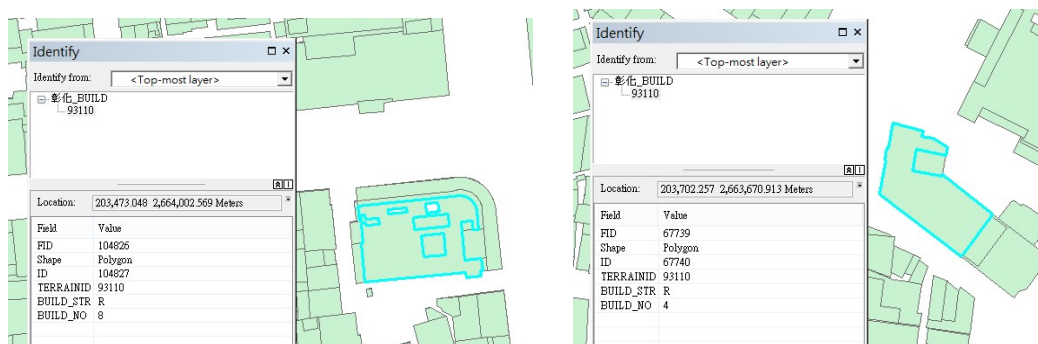 Identify
Identify from: <Top-most layer>
彰化_BUILD
93110
Location: 203,473.048 2,664,002.569 Meters
Field Value
FID 104826
Shape Polygon
ID 104827
TERRAINID 93110
BUILD_STR R
BUILD_NO 8
Identify
Identify from: <Top-most layer>
彰化_BUILD
93110
Location: 203,702.257 2,663,670.913 Meters
Field Value
FID 67739
Shape Polygon
ID 67740
TERRAINID 93110
BUILD_STR R
BUILD_NO 4